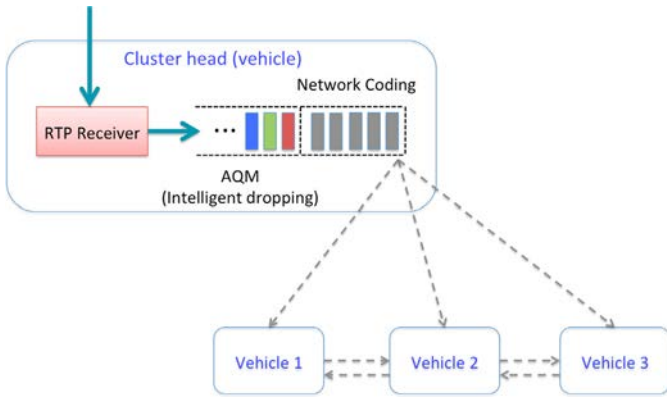 Cluster head (vehicle)
Network Coding
RTP Receiver
...
AQM
(Intelligent dropping)
Vehicle 1
Vehicle 2
Vehicle 3